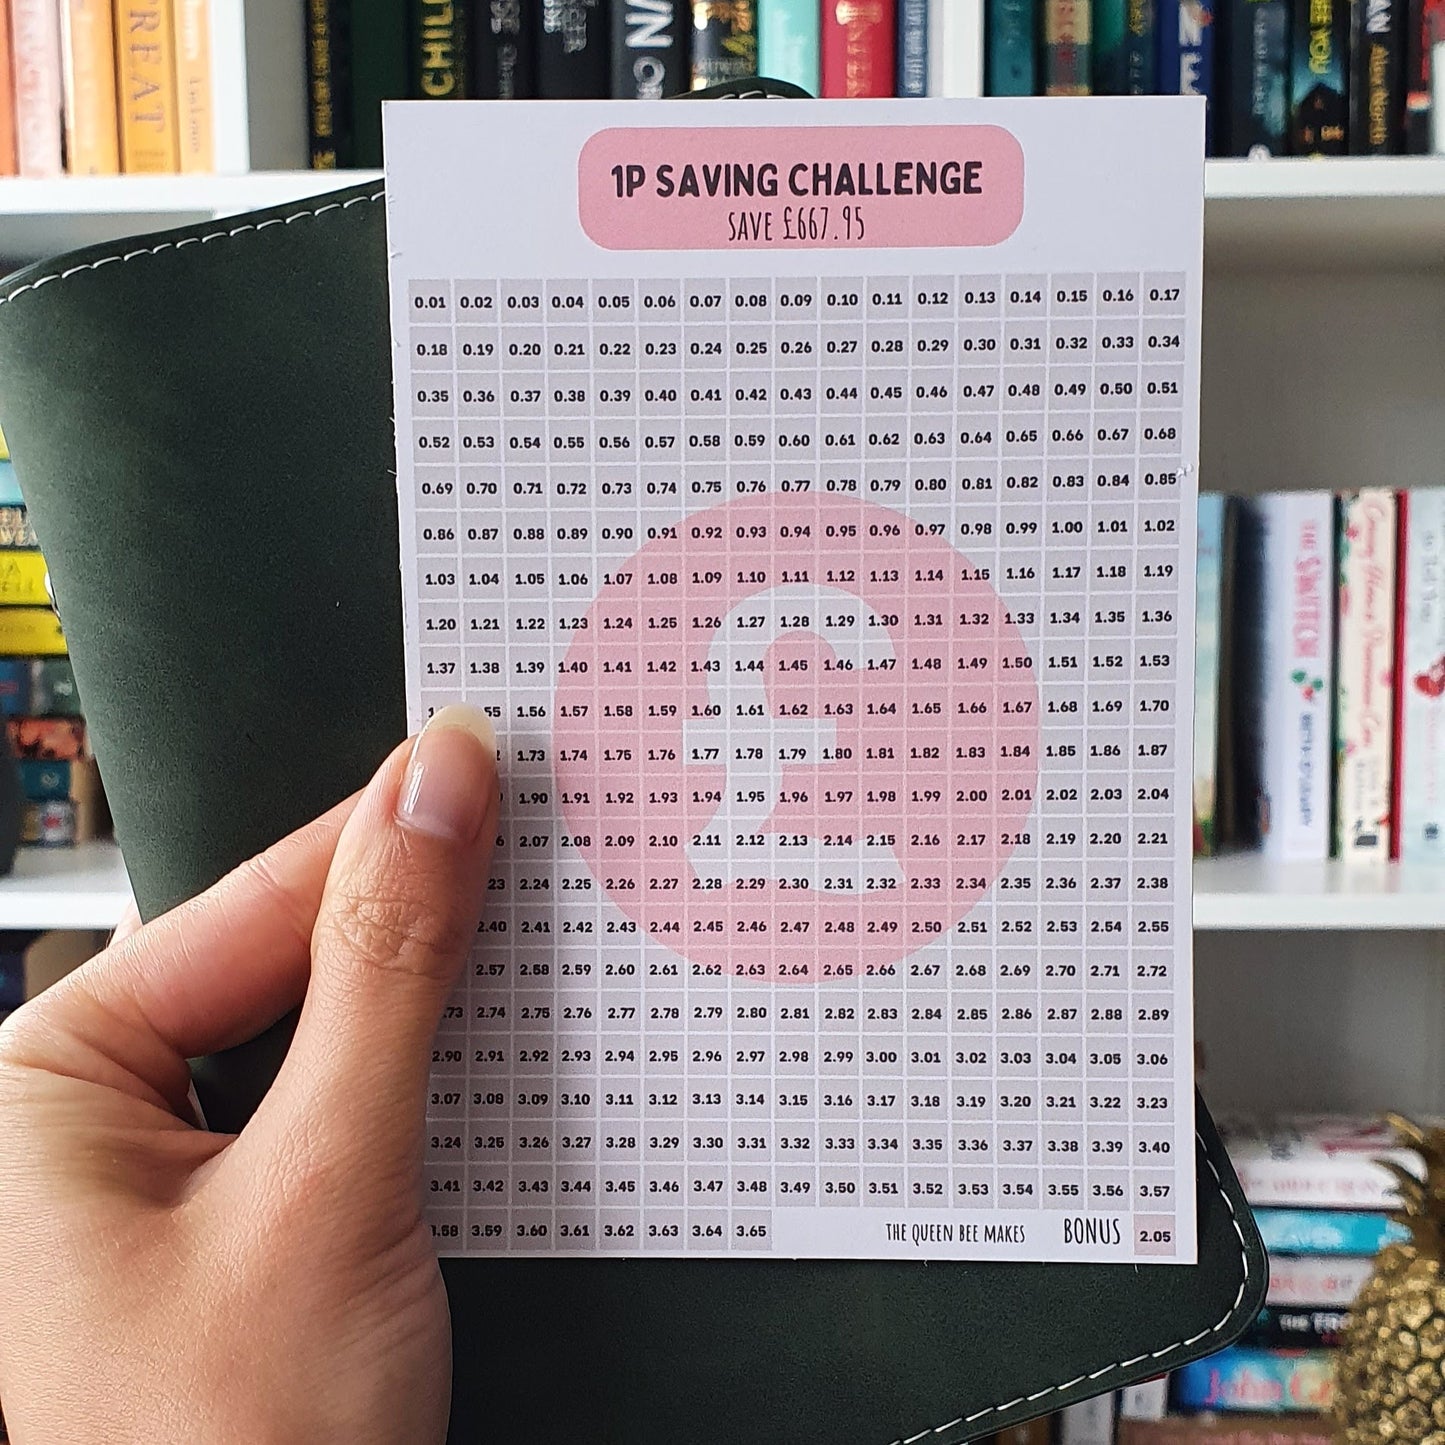 1P SAVING CHALLENGE
SAVE £667.95
0.01 0.02 0.03 0.04 0.05 0.06 0.07 0.08 0.09 0.10 0.11 0.12 0.13 0.14 0.15 0.16 0.17
0.18 0.19 0.20 0.21 0.22 0.23 0.24 0.25 0.26 0.27 0.28 0.29 0.30 0.31 0.32 0.33 0.34
0.35 0.36 0.37 0.38 0.39 0.40 0.41 0.42 0.43 0.44 0.45 0.46 0.47 0.48 0.49 0.50 0.51
0.52 0.53 0.54 0.55 0.56 0.57 0.58 0.59 0.60 0.61 0.62 0.63 0.64 0.65 0.66 0.67 0.68
0.69 0.70 0.71 0.72 0.73 0.74 0.75 0.76 0.77 0.78 0.79 0.80 0.81 0.82 0.83 0.84 0.85
0.86 0.87 0.88 0.89 0.90 0.91 0.92 0.93 0.94 0.95 0.96 0.97 0.98 0.99 1.00 1.01 1.02
1.03 1.04 1.05 1.06 1.07 1.08 1.09 1.10 1.11 1.12 1.13 1.14 1.15 1.16 1.17 1.18 1.19
1.20 1.21 1.22 1.23 1.24 1.25 1.26 1.27 1.28 1.29 1.30 1.31 1.32 1.33 1.34 1.35 1.36
1.37 1.38 1.39 1.40 1.41 1.42 1.43 1.44 1.45 1.46 1.47 1.48 1.49 1.50 1.51 1.52 1.53
1.56 1.57 1.58 1.59 1.60 1.61 1.62 1.63 1.64 1.65 1.66 1.67 1.68 1.69 1.70
1.73 1.74 1.75 1.76 1.77 1.78 1.79 1.80 1.81 1.82 1.83 1.84 1.85 1.86 1.87
1.90 1.91 1.92 1.93 1.94 1.95 1.96 1.97 1.98 1.99 2.00 2.01 2.02 2.03 2.04
2.07 2.08 2.09 2.10 2.11 2.12 2.13 2.14 2.15 2.16 2.17 2.18 2.19 2.20 2.21
2.24 2.25 2.26 2.27 2.28 2.29 2.30 2.31 2.32 2.33 2.34 2.35 2.36 2.37 2.38
2.40 2.41 2.42 2.43 2.44 2.45 2.46 2.47 2.48 2.49 2.50 2.51 2.52 2.53 2.54 2.55
2.57 2.58 2.59 2.60 2.61 2.62 2.63 2.64 2.65 2.66 2.67 2.68 2.69 2.70 2.71 2.72
2.74 2.75 2.76 2.77 2.78 2.79 2.80 2.81 2.82 2.83 2.84 2.85 2.86 2.87 2.88 2.89
2.90 2.91 2.92 2.93 2.94 2.95 2.96 2.97 2.98 2.99 3.00 3.01 3.02 3.03 3.04 3.05 3.06
3.07 3.08 3.09 3.10 3.11 3.12 3.13 3.14 3.15 3.16 3.17 3.18 3.19 3.20 3.21 3.22 3.23
3.24 3.25 3.26 3.27 3.28 3.29 3.30 3.31 3.32 3.33 3.34 3.35 3.36 3.37 3.38 3.39 3.40
3.41 3.42 3.43 3.44 3.45 3.46 3.47 3.48 3.49 3.50 3.51 3.52 3.53 3.54 3.55 3.56 3.57
3.59 3.60 3.61 3.62 3.63 3.64 3.65 THE QUEEN BEE MAKES BONUS 2.05
£